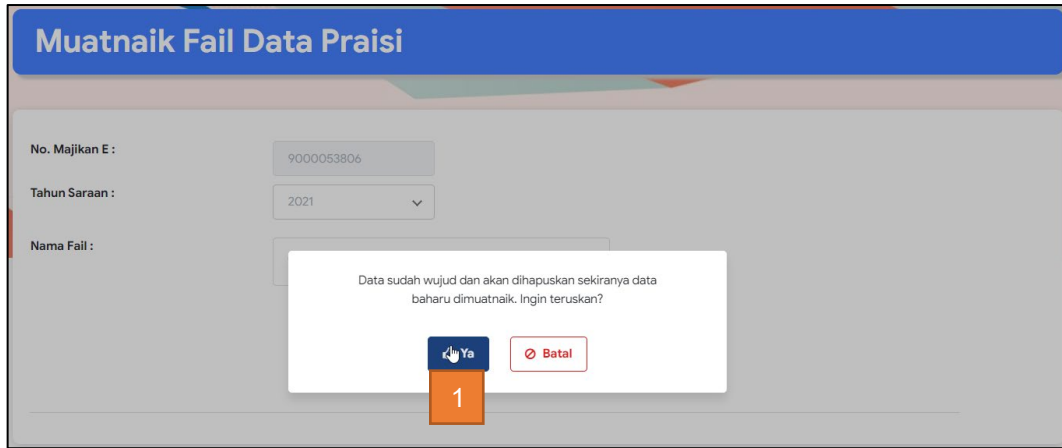 Muatnaik Fail Data Praisi
No. Majikan E :
9000053806
Tahun Saraan :
2021
Nama Fail :
Data sudah wujud dan akan dihapuskan sekiranya data
baharu dimuatnaik. Ingin teruskan?
Ya
Batal
1